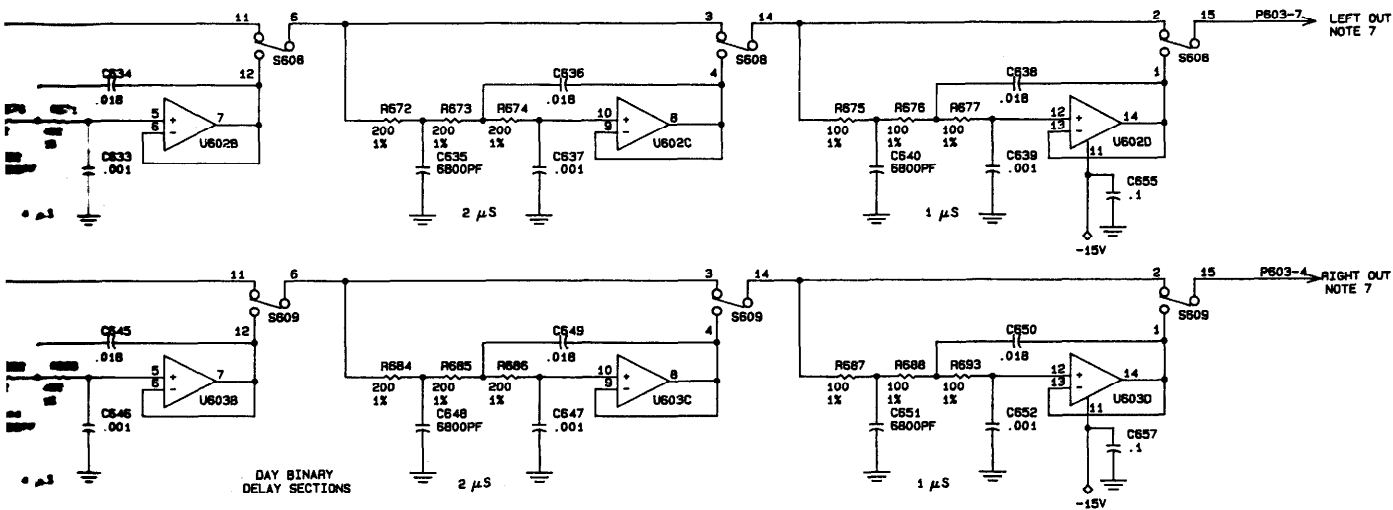 11 6 3 14 2 15 P603-7 LEFT OUT
NOTE 7
S608 S608 S608
12 4 1
C634 C636 C638
.018 .018 .018
R672 R673 R674 R675 R676 R677
200 200 200 100 100 100
1% 1% 1% 1% 1% 1%
5 + 7
6 -
U602B
10 + 8
9 -
U602C
12 + 14
13 -
11
U602D
C633
.001
C635
6800PF
C637
.001
C640
6800PF
C639
.001
C655
.1
4 µS 2 µS 1 µS
-15V
11 6 3 14 2 15 P603-4 RIGHT OUT
NOTE 7
S609 S609 S609
12 4 1
C645 C649 C650
.018 .018 .018
R684 R685 R686 R687 R688 R693
200 200 200 100 100 100
1% 1% 1% 1% 1% 1%
5 + 7
6 -
U603B
10 + 8
9 -
U603C
12 + 14
13 -
11
U603D
C646
.001
C648
6800PF
C647
.001
C651
6800PF
C652
.001
C657
.1
4 µS
DAY BINARY
DELAY SECTIONS
2 µS 1 µS
-15V